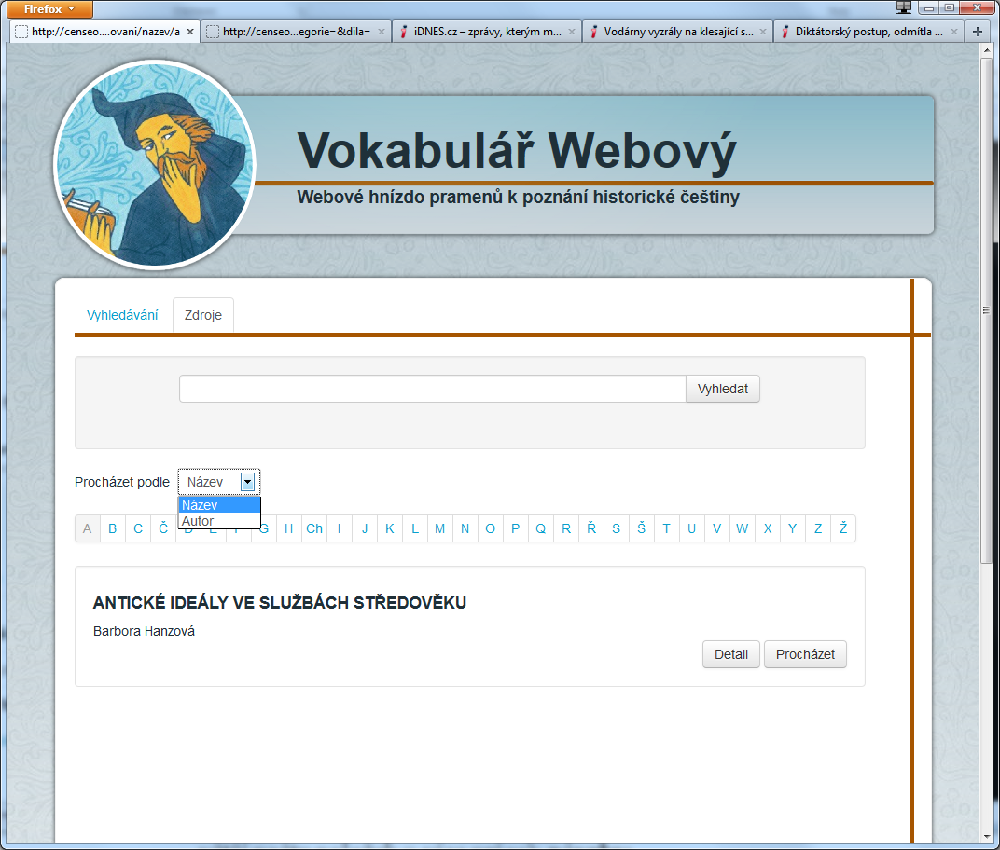 Firefox
http://censeo....ovani/nazev/a
http://censeo...egorie=&dila=
iDNES.cz – zprávy, kterým m...
Vodárny vyzrály na klesající s...
Diktátorský postup, odmítla ...
Vokabulář Webový
Webové hnízdo pramenů k poznání historické češtiny
Vyhledávání Zdroje
Vyhledat
Procházet podle Název
Název
Autor
A B C Č D E F G H Ch I J K L M N O P Q R Ř S Š T U V W X Y Z Ž
ANTICKÉ IDEÁLY VE SLUŽBÁCH STŘEDOVĚKU
Barbora Hanzová
Detail Procházet